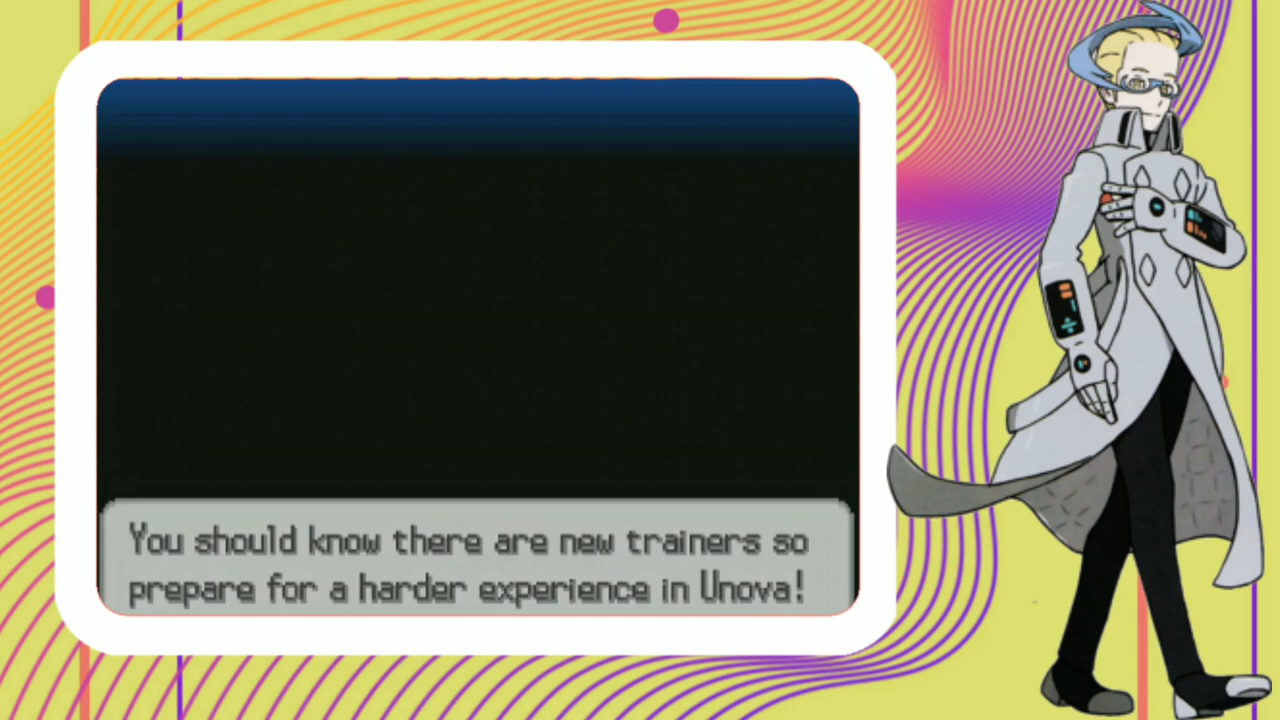 You should know there are new trainers so
prepare for a harder experience in Unova!